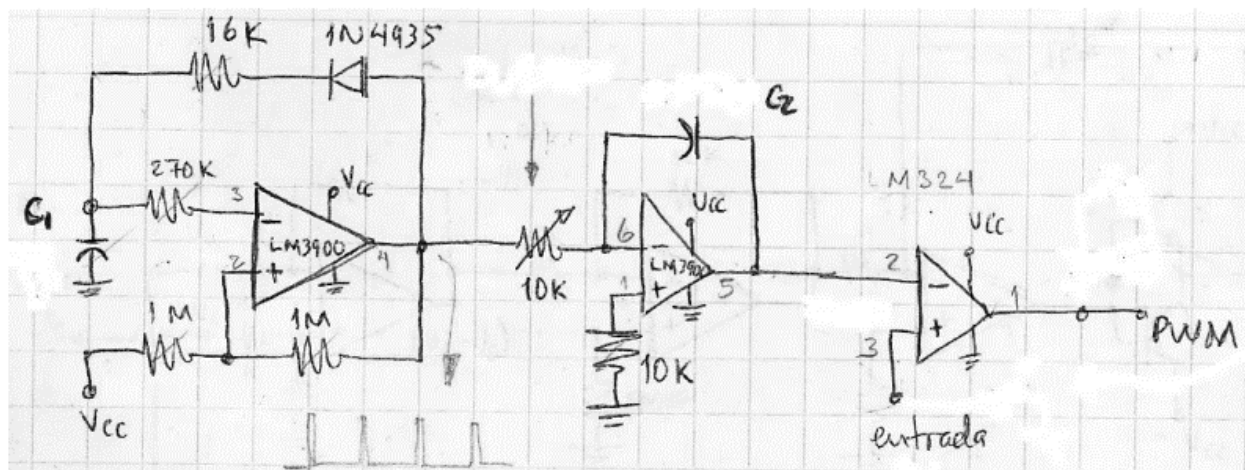 16K
1N4935
270K
C1
3
VCC
LM3900
2
4
1M
1M
VCC
10K
C2
6
VCC
LM3900
1
5
10K
LM324
VCC
2
1
3
PWM
entrada